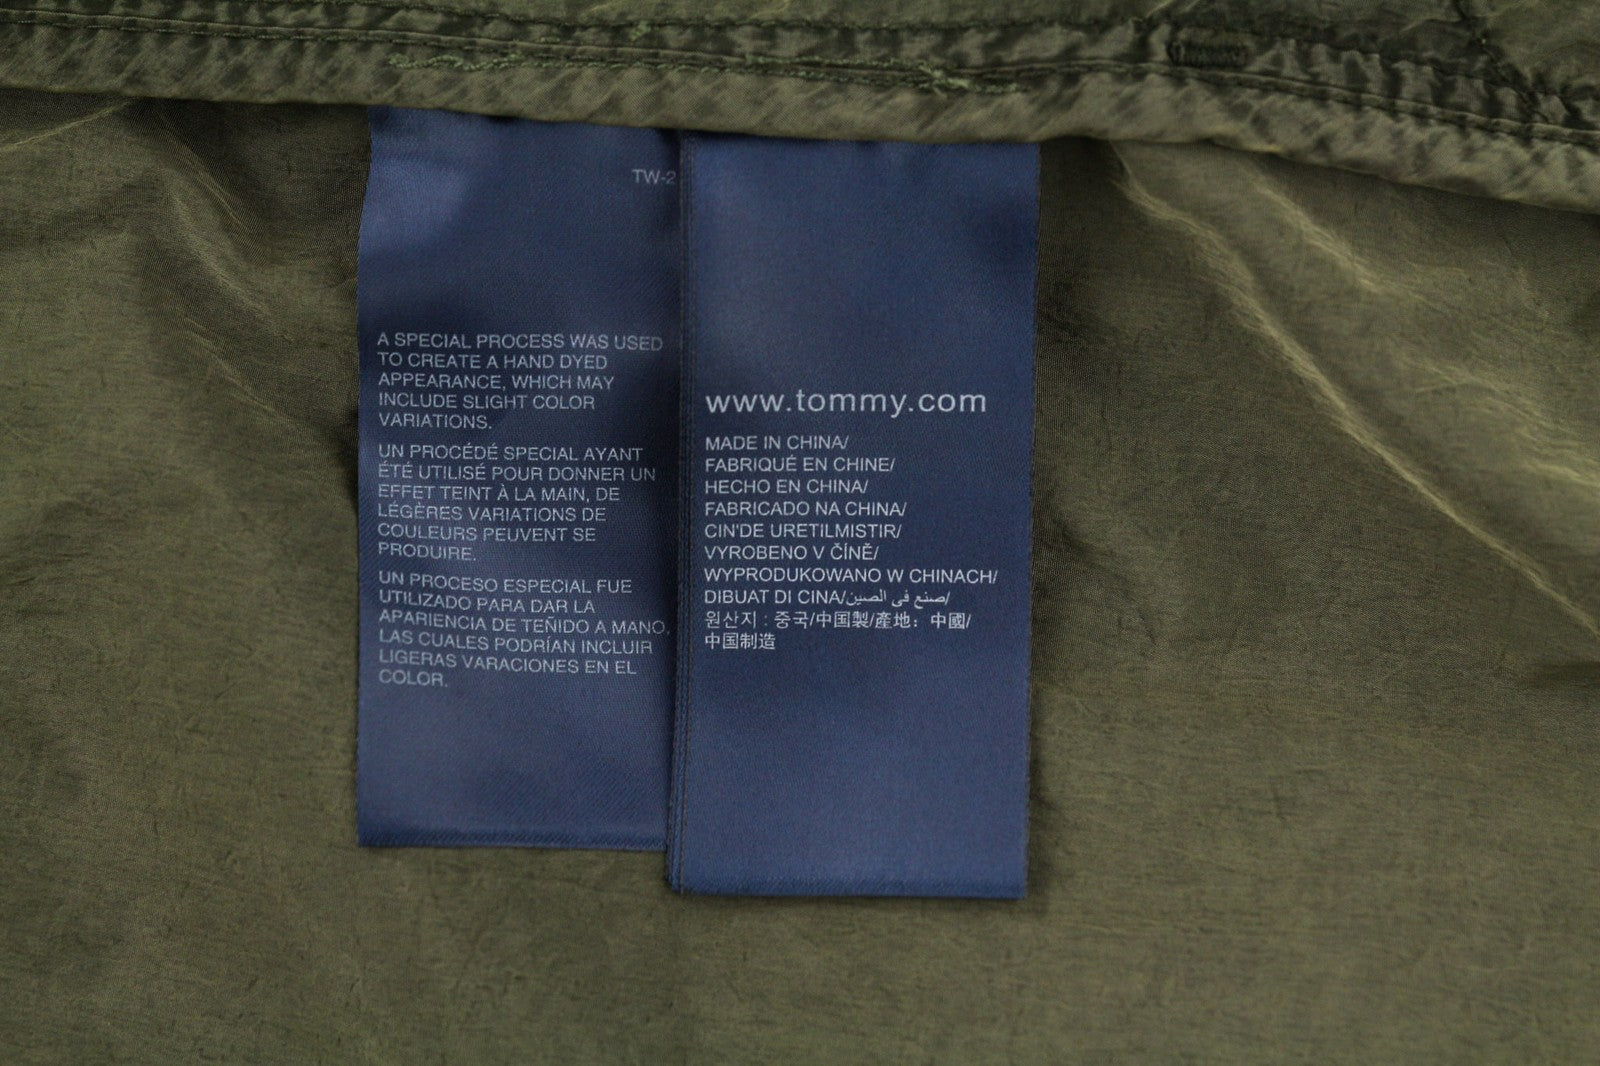 TW-2
A SPECIAL PROCESS WAS USED
TO CREATE A HAND DYED
APPEARANCE, WHICH MAY
INCLUDE SLIGHT COLOR
VARIATIONS.
UN PROCÉDÉ SPECIAL AYANT
ÉTÉ UTILISÉ POUR DONNER UN
EFFET TEINT À LA MAIN, DE
LÉGÈRES VARIATIONS DE
COULEURS PEUVENT SE
PRODUIRE.
UN PROCESO ESPECIAL FUE
UTILIZADO PARA DAR LA
APARIENCIA DE TEÑIDO A MANO,
LAS CUALES PODRÍAN INCLUIR
LIGERAS VARACIONES EN EL
COLOR.
www.tommy.com
MADE IN CHINA/
FABRIQUÉ EN CHINE/
HECHO EN CHINA/
FABRICADO NA CHINA/
CIN'DE URETILMISTIR/
VYROBENO V ČÍNĚ/
WYPRODUKOWANO W CHINACH/
DIBUAT DI CINA/صنع في الصين/
원산지 : 중국/中国製/產地：中國/
中国制造